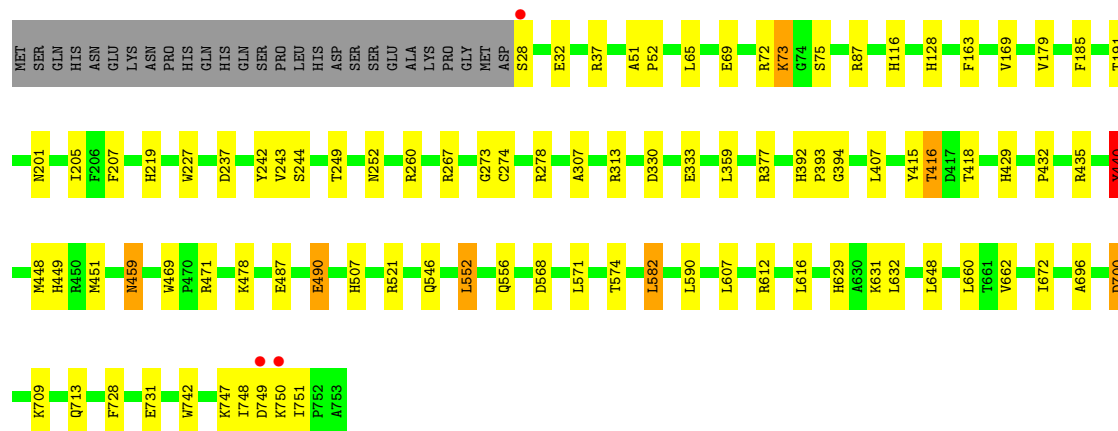 MET SER GLN HIS ASN GLU LYS ASN PRO HIS GLN HIS GLN SER PRO LEU HIS ASP SER SER GLU ALA LYS PRO GLY MET ASP S28 E32 R37 A51 P52 L65 E69 R72 K73 G74 S75 R87 H116 H128 F163 V169 V179 F185 T191
N201 I205 F206 F207 H219 W227 D237 Y242 V243 S244 T249 N252 R260 R267 G273 C274 R278 A307 R313 D330 E333 L359 R377 H392 P393 G394 L407 Y415 T416 D417 T418 H429 P432 R435
M448 H449 R450 M451 N459 W469 P470 R471 K478 E487 E490 H507 R521 Q546 L552 Q556 D568 L571 T574 L582 L590 L607 R612 L616 H629 A630 K631 L632 L648 L660 T661 V662 I672 A696 D700
K709 Q713 F728 E731 W742 K747 I748 D749 K750 I751 P752 A753